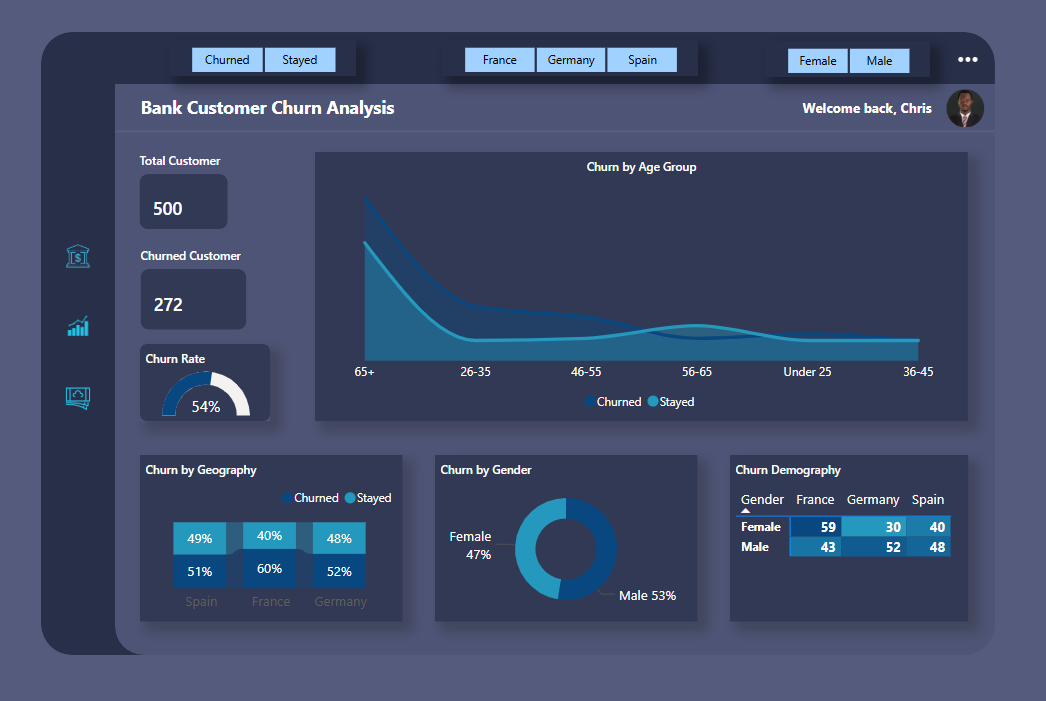 Churned Stayed France Germany Spain Female Male
Bank Customer Churn Analysis Welcome back, Chris
Total Customer
500
Churned Customer
272
Churn Rate
54%
Churn by Age Group
65+ 26-35 46-55 56-65 Under 25 36-45
Churned Stayed
Churn by Geography
Churned Stayed
49% 40% 48%
51% 60% 52%
Spain France Germany
Churn by Gender
Female
47%
Male 53%
Churn Demography
Gender France Germany Spain
Female 59 30 40
Male 43 52 48